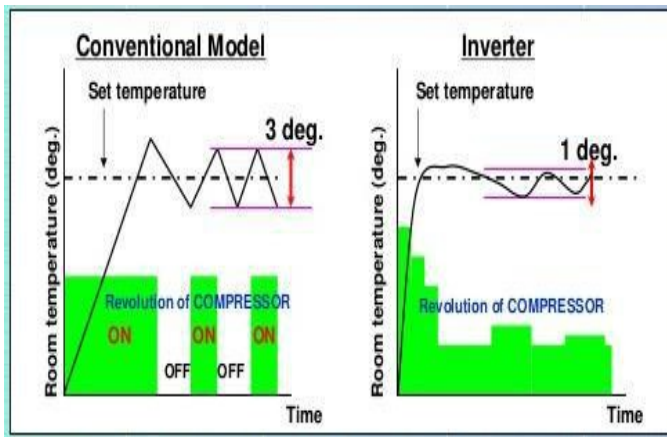 Conventional Model
Set temperature
3 deg.
Room temperature (deg.)
Revolution of COMPRESSOR
ON
ON
ON
OFF
OFF
Time
Inverter
Set temperature
1 deg.
Room temperature (deg.)
Revolution of COMPRESSOR
Time